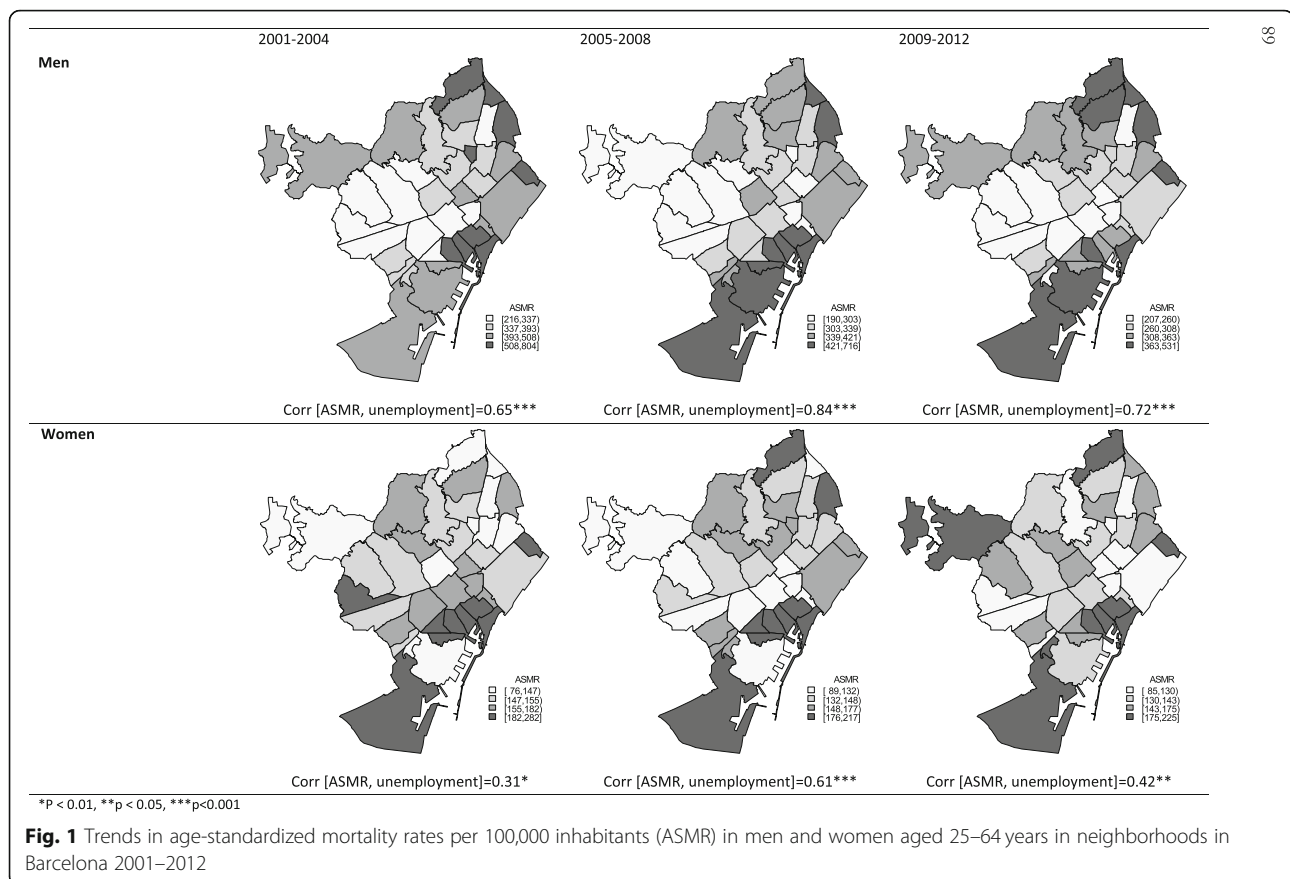 68
2001-2004 2005-2008 2009-2012
Men
ASMR
[216,337)
[337,393)
[393,508)
[508,804]
ASMR
[190,303)
[303,339)
[339,421)
[421,716]
ASMR
[207,260)
[260,308)
[308,363)
[363,531]
Corr [ASMR, unemployment]=0.65*** Corr [ASMR, unemployment]=0.84*** Corr [ASMR, unemployment]=0.72***
Women
ASMR
[ 76,147)
[147,155)
[155,182)
[182,282]
ASMR
[ 89,132)
[132,148)
[148,177)
[176,217]
ASMR
[ 85,130)
[130,143)
[143,175)
[175,225]
Corr [ASMR, unemployment]=0.31* Corr [ASMR, unemployment]=0.61*** Corr [ASMR, unemployment]=0.42**
*P < 0.01, **p < 0.05, ***p<0.001
Fig. 1 Trends in age-standardized mortality rates per 100,000 inhabitants (ASMR) in men and women aged 25–64 years in neighborhoods in
Barcelona 2001–2012